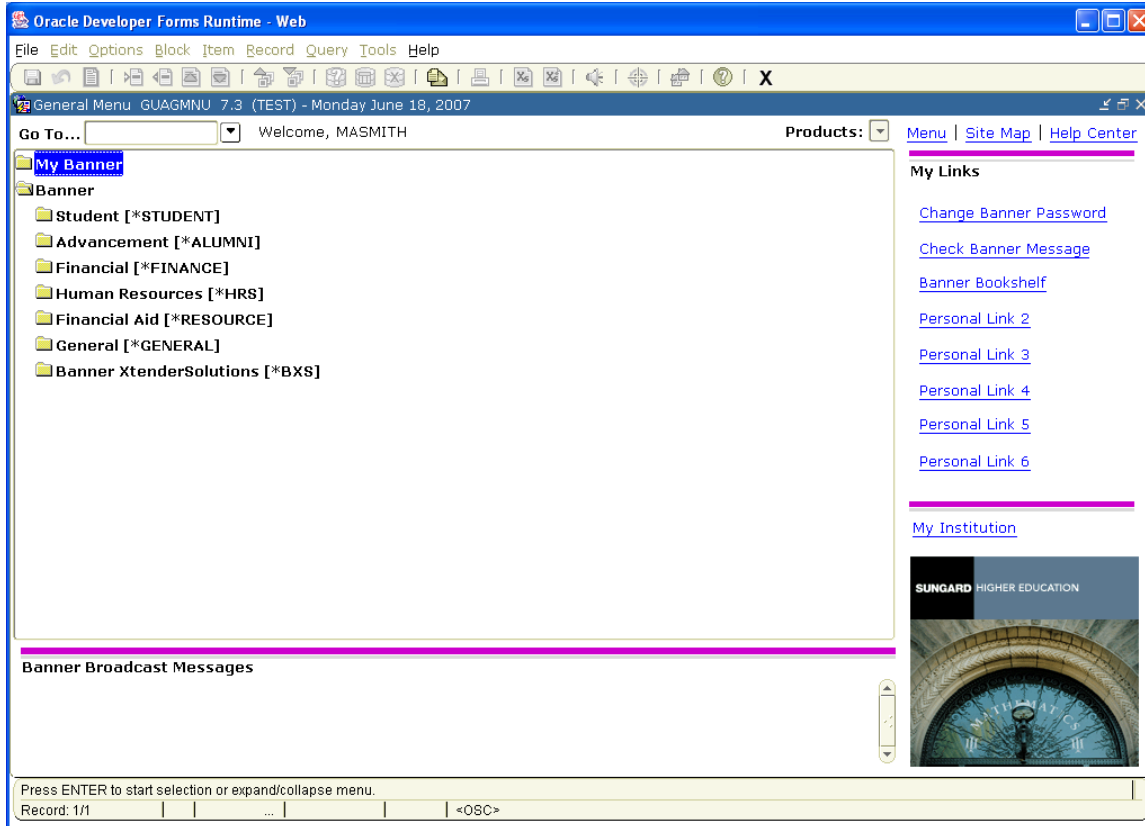 Oracle Developer Forms Runtime - Web
File Edit Options Block Item Record Query Tools Help
X
General Menu GUAGMNU 7.3 (TEST) - Monday June 18, 2007
Go To... Welcome, MASMITH Products: Menu | Site Map | Help Center
My Banner
Banner
Student [*STUDENT]
Advancement [*ALUMNI]
Financial [*FINANCE]
Human Resources [*HRS]
Financial Aid [*RESOURCE]
General [*GENERAL]
Banner XtenderSolutions [*BXS]
My Links
Change Banner Password
Check Banner Message
Banner Bookshelf
Personal Link 2
Personal Link 3
Personal Link 4
Personal Link 5
Personal Link 6
My Institution
SUNGARD HIGHER EDUCATION
MATHEMATICS
Banner Broadcast Messages
Press ENTER to start selection or expand/collapse menu.
Record: 1/1 ... <OSC>